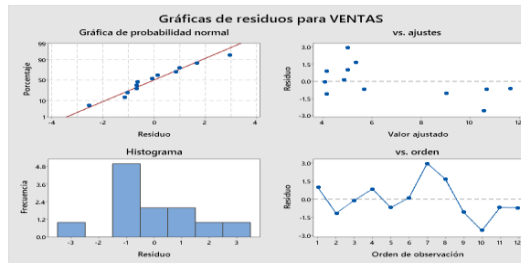 Gráficas de residuos para VENTAS
Gráfica de probabilidad normal
Porcentaje
99
90
50
10
1
-4 -2 0 2 4
Residuo
vs. ajustes
Residuo
3.0
1.5
0.0
-1.5
-3.0
4 6 8 10 12
Valor ajustado
Histograma
Frecuencia
4.8
3.6
2.4
1.2
0.0
-3 -2 -1 0 1 2 3
Residuo
vs. orden
Residuo
3.0
1.5
0.0
-1.5
-3.0
1 2 3 4 5 6 7 8 9 10 11 12
Orden de observación